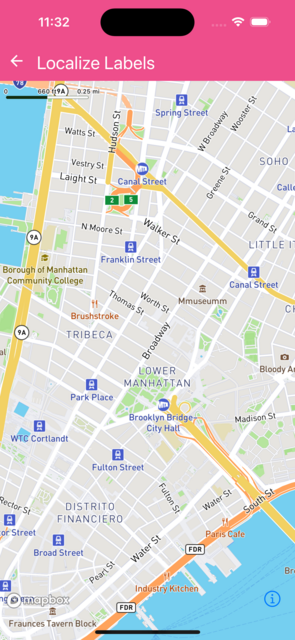 11:32
Localize Labels
78
9A
0
660 ft
0.25 mi
Spring Street
Watts St
Hudson St
W Broadway
Wooster St
SOHO
Vestry St
Laight St
Canal Street
Greene St
2
5
Grand St
N Moore St
Walker St
9A
LITTLE IT
Franklin Street
Borough of Manhattan
Community College
Canal Street
Thomas St
Worth St
Mmuseumm
Brushstroke
9A
TRIBECA
Broadway
LOWER
MANHATTAN
Bloody A
Park Place
Brooklyn Bridge-
City Hall
Madison St
WTC Cortlandt
Fulton Street
Fulton St
Water St
South St
Rector St
DISTRITO
FINANCIERO
or Street
Broad Street
Paris Cafe
Water St
FDR
Pearl St
Industry Kitchen
mapbox
FDR
Fraunces Tavern Block